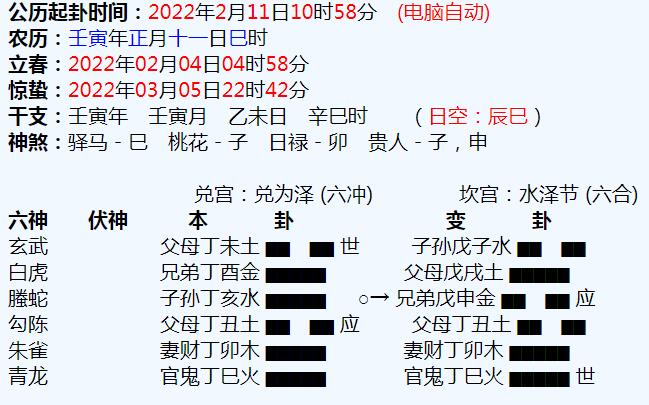 公历起卦时间：2022年2月11日10时58分 (电脑自动)
农历：壬寅年正月十一日巳时
立春：2022年02月04日04时58分
惊蛰：2022年03月05日22时42分
干支：壬寅年 壬寅月 乙未日 辛巳时 （日空：辰巳）
神煞：驿马－巳 桃花－子 日禄－卯 贵人－子，申
兑宫：兑为泽 (六冲) 坎宫：水泽节 (六合)
六神 伏神 本 卦 变 卦
玄武 父母丁未土 世 子孙戊子水
白虎 兄弟丁酉金 父母戊戌土
螣蛇 子孙丁亥水 ○→ 兄弟戊申金 应
勾陈 父母丁丑土 应 父母丁丑土
朱雀 妻财丁卯木 妻财丁卯木
青龙 官鬼丁巳火 官鬼丁巳火 世